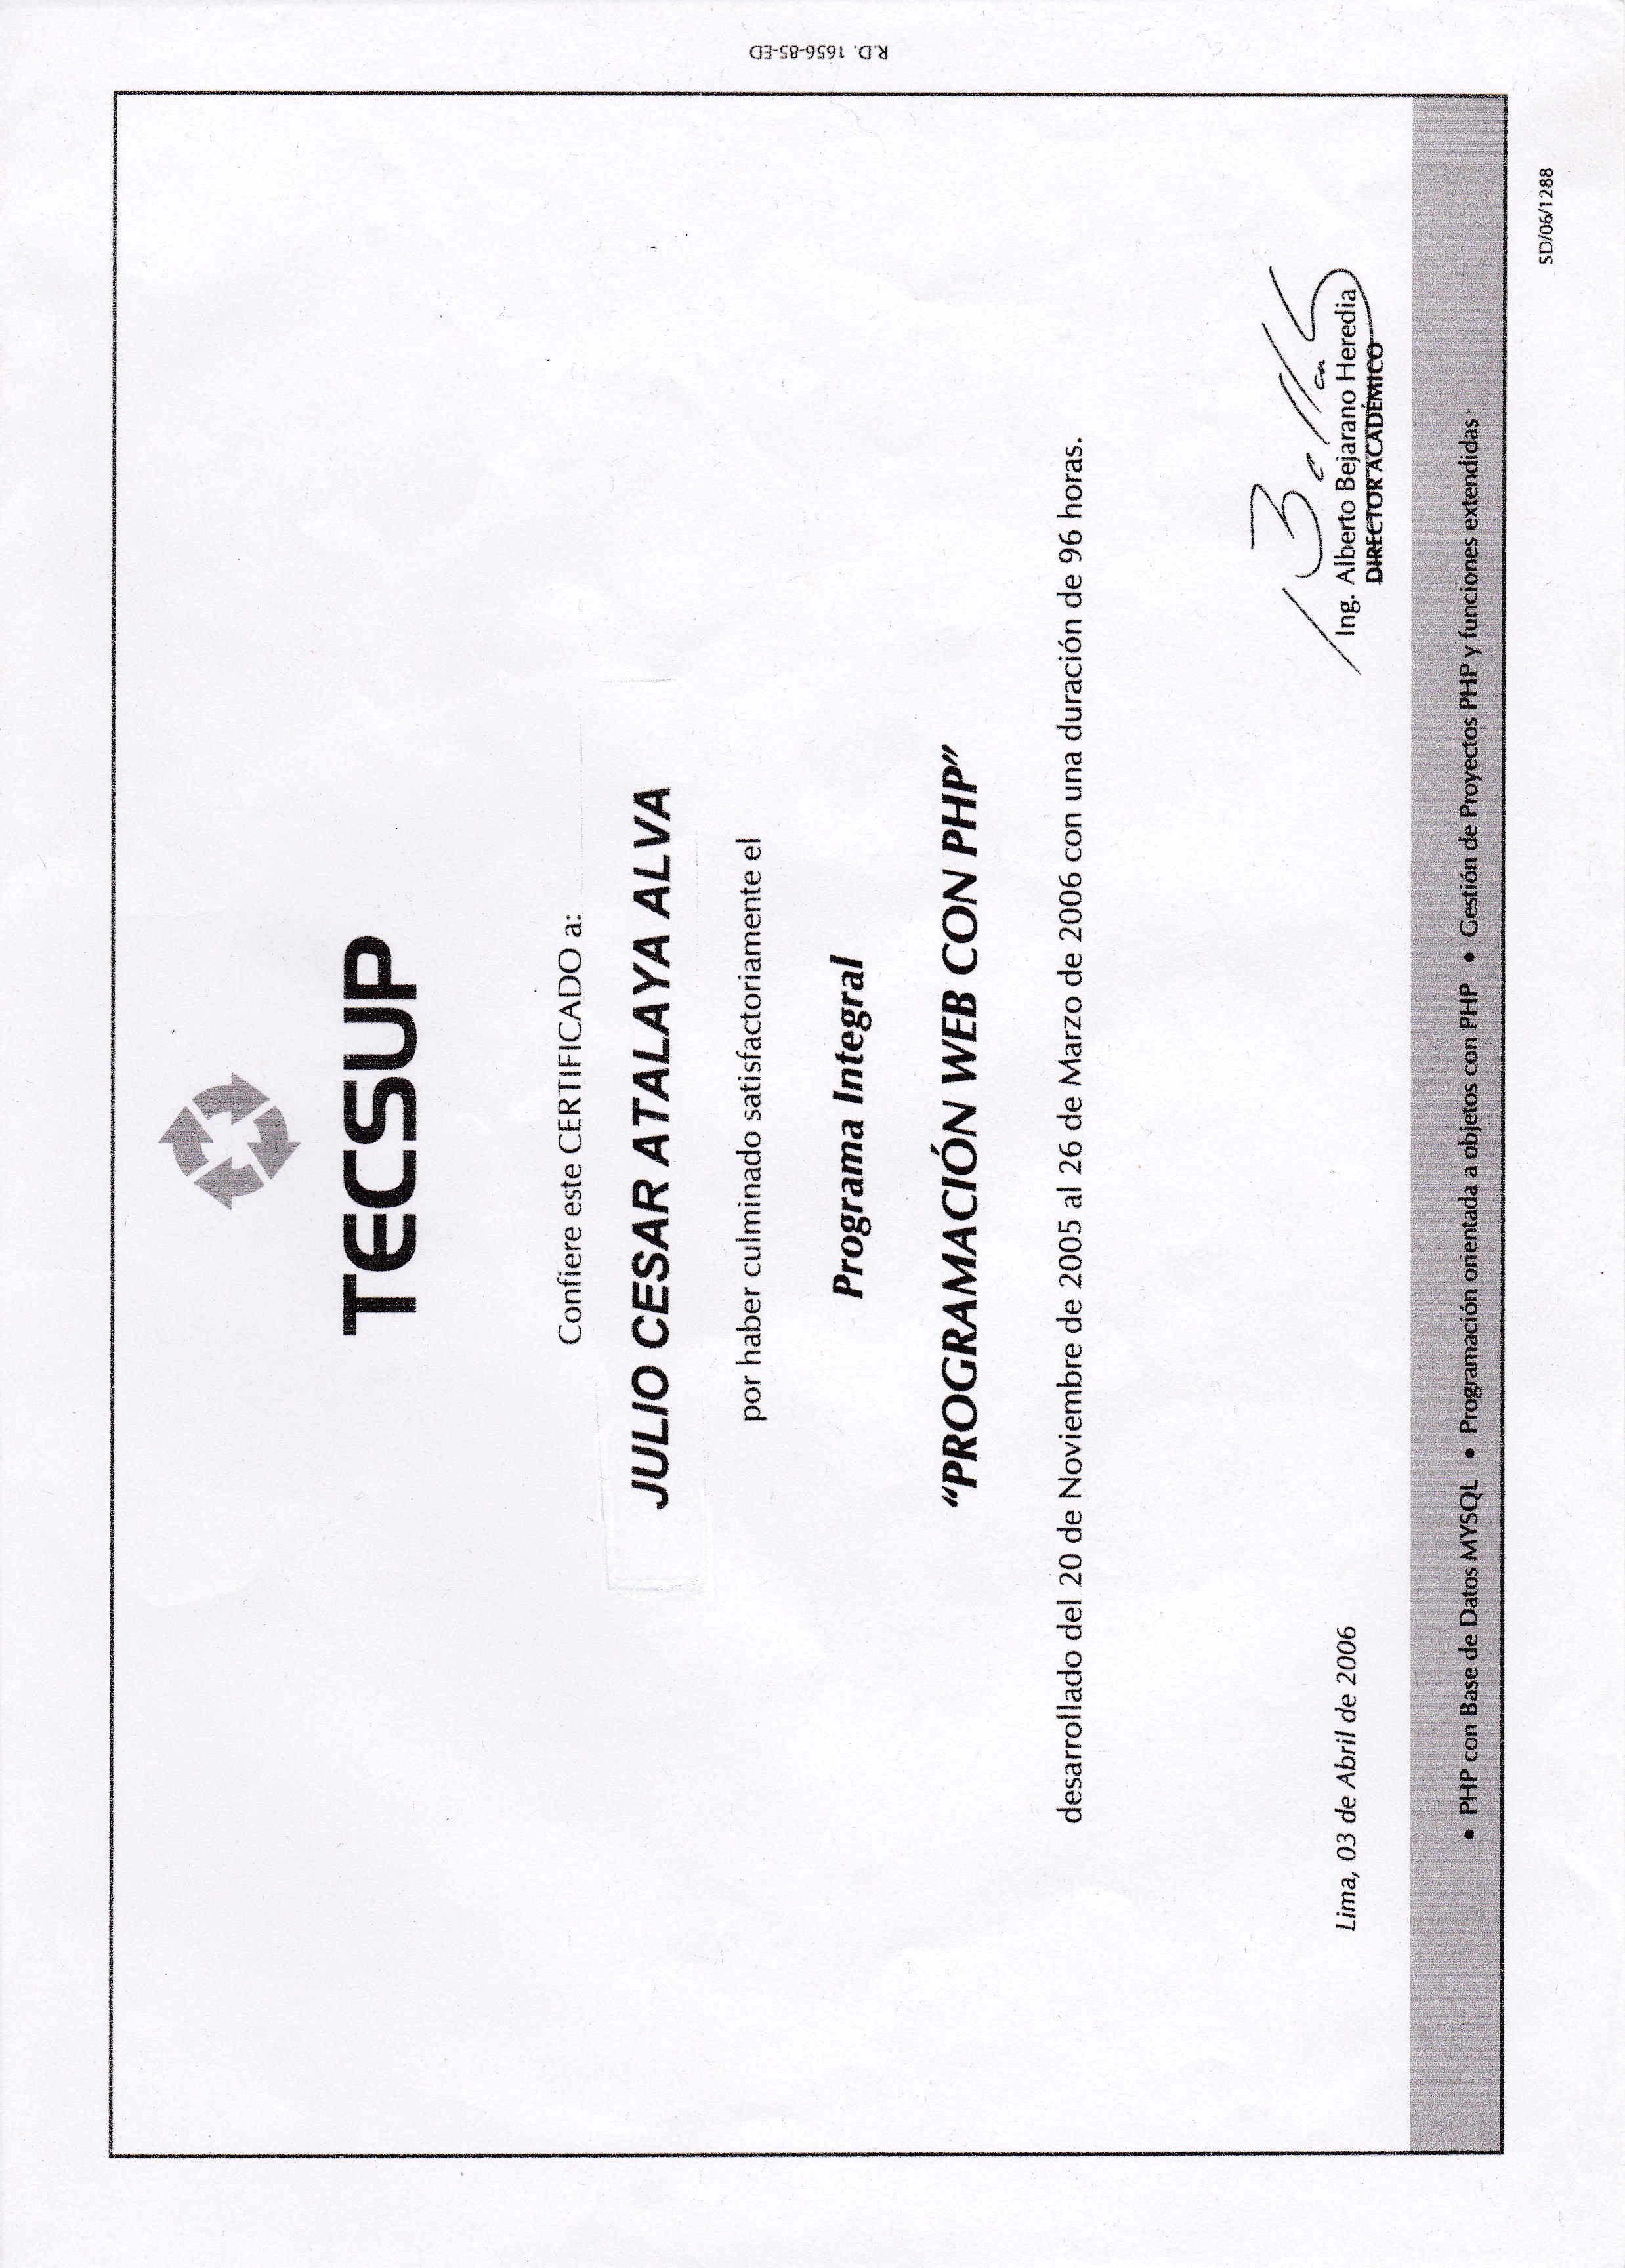 TECSUP
Confiere este CERTIFICADO a:
JULIO CESAR ATALAYA ALVA
por haber culminado satisfactoriamente el
Programa Integral
“PROGRAMACIÓN WEB CON PHP”
desarrollado del 20 de Noviembre de 2005 al 26 de Marzo de 2006 con una duración de 96 horas.
Ing. Alberto Bejarano Heredia
DIRECTOR ACADÉMICO
Lima, 03 de Abril de 2006
• PHP con Base de Datos MYSQL • Programación orientada a objetos con PHP • Gestión de Proyectos PHP y funciones extendidas
SD/06/1288
R.D. 1656-85-ED